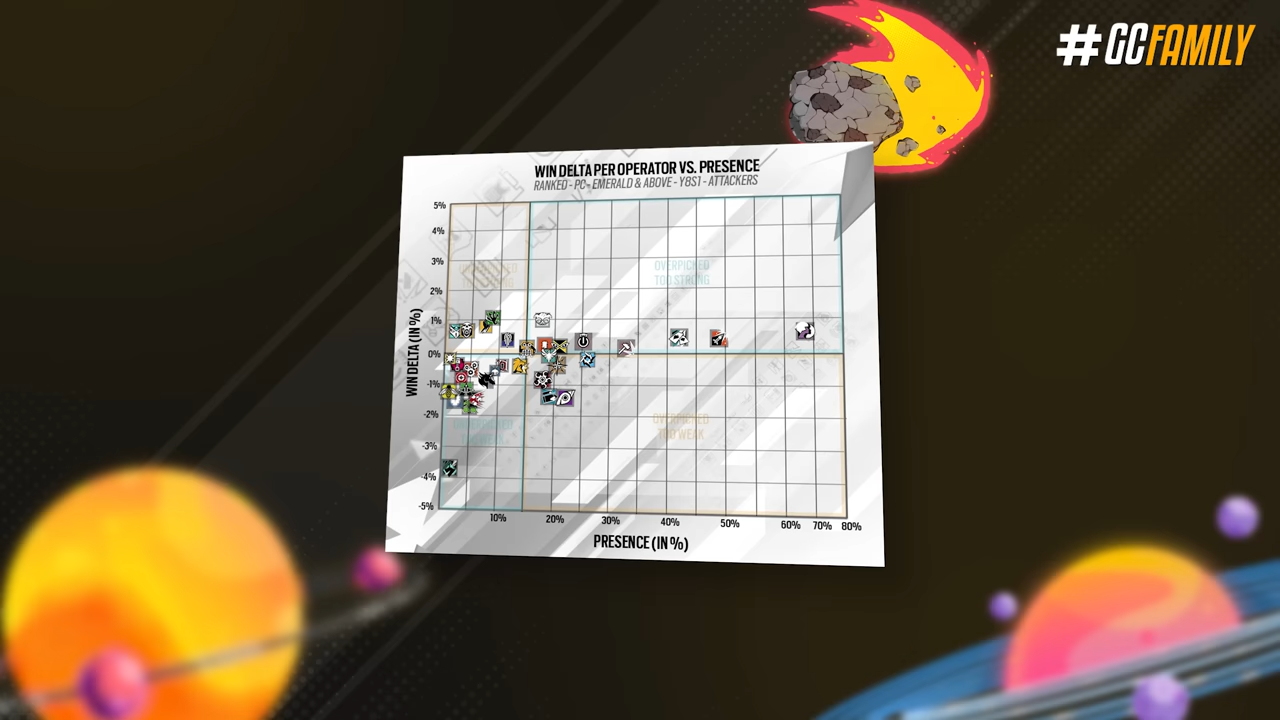 #GCFAMILY
WIN DELTA PER OPERATOR VS. PRESENCE
RANKED - PC - EMERALD & ABOVE - Y8S1 - ATTACKERS
5%
4%
3%
2%
1%
0%
-1%
-2%
-3%
-4%
-5%
WIN DELTA (IN %)
OVERPICKED
TOO STRONG
OVERPICKED
TOO WEAK
10%
20%
30%
40%
50%
60%
70%
80%
PRESENCE (IN %)